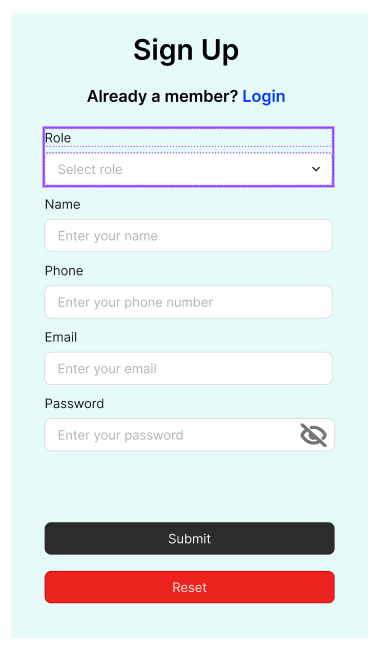 Sign Up
Already a member? Login
Role
Select role
Name
Enter your name
Phone
Enter your phone number
Email
Enter your email
Password
Enter your password
Submit
Reset